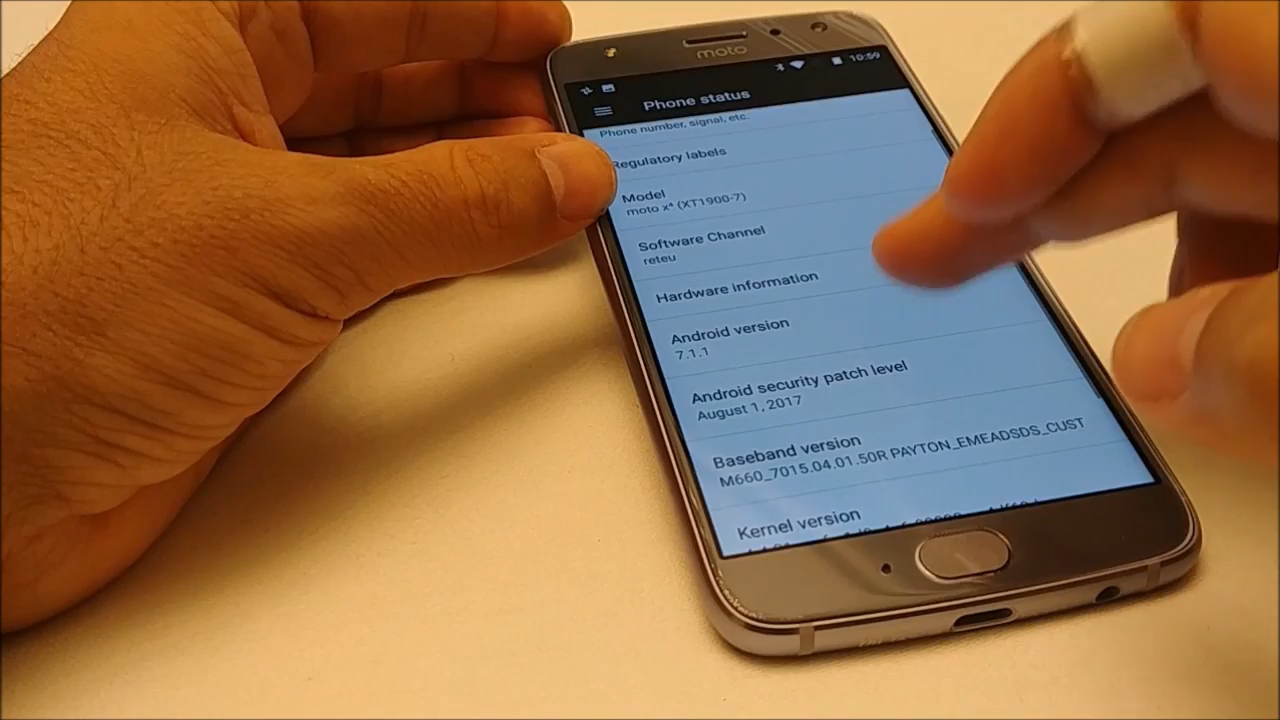 moto
10:59
Phone status
Phone number, signal, etc.
Regulatory labels
Model
moto x⁴ (XT1900-7)
Software Channel
reteu
Hardware information
Android version
7.1.1
Android security patch level
August 1, 2017
Baseband version
M660_7015.04.01.50R PAYTON_EMEADSDS_CUST
Kernel version